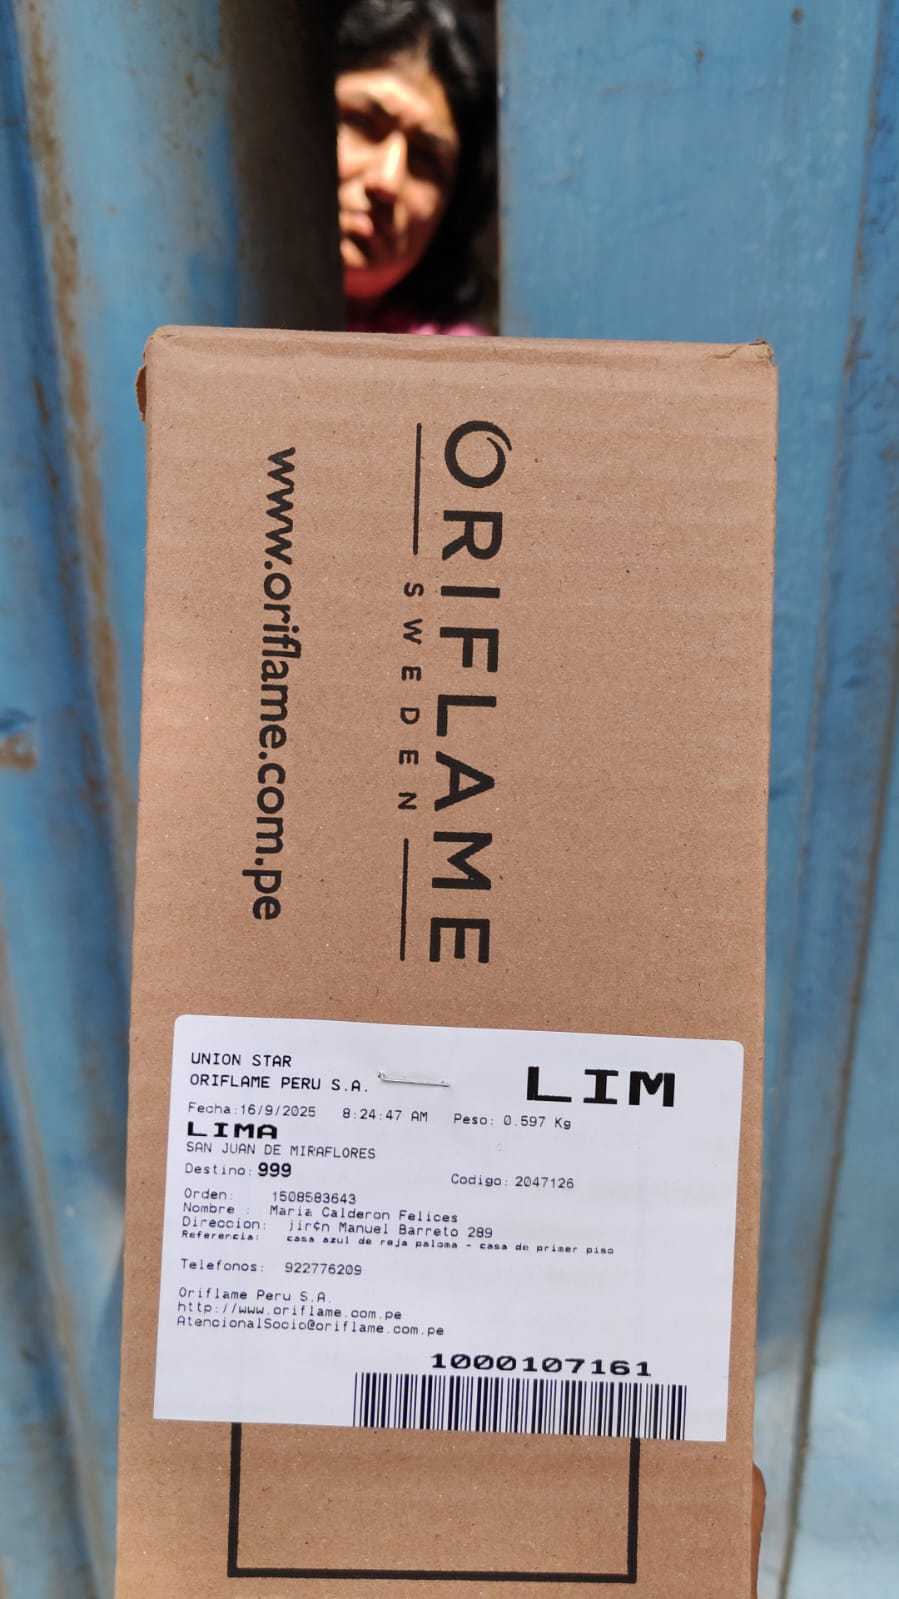 ORIFLAME
SWEDEN
www.oriflame.com.pe
UNION STAR
ORIFLAME PERU S.A.
LIM
Fecha:16/9/2025 8:24:47 AM Peso: 0.597 Kg
LIMA
SAN JUAN DE MIRAFLORES
Destino: 999 Codigo: 2047126
Orden: 1508583643
Nombre : Maria Calderon Felices
Direccion: jir¢n Manuel Barreto 289
Referencia: casa azul de reja paloma - casa de primer piso
Telefonos: 922776209
Oriflame Peru S.A.
http://www.oriflame.com.pe
AtencionalSocio@oriflame.com.pe
1000107161